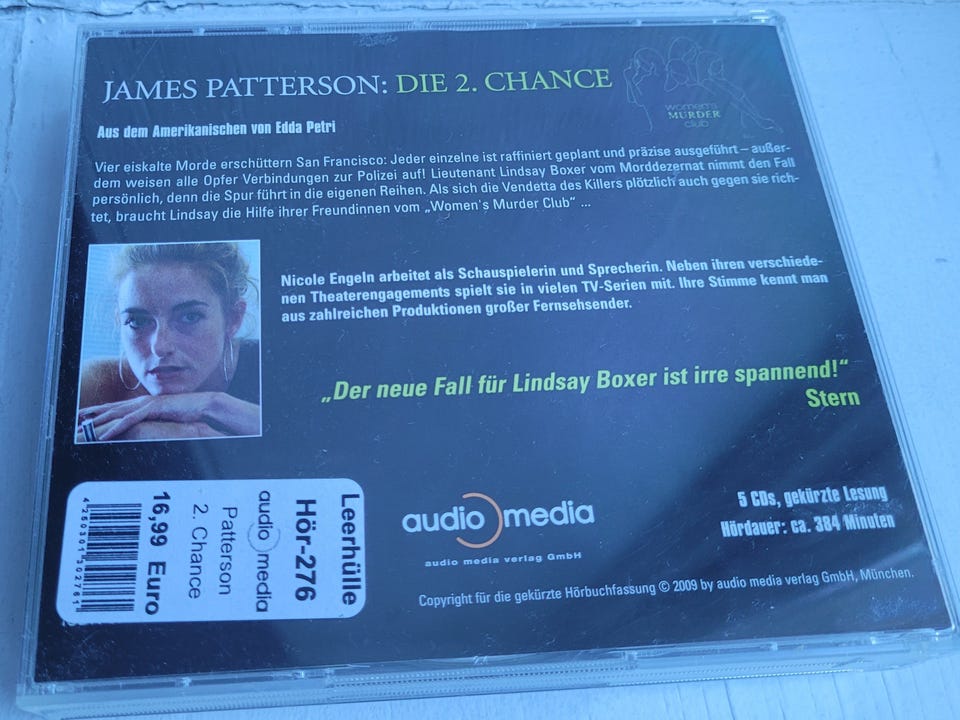 JAMES PATTERSON: DIE 2. CHANCE
women's
MURDER
club
Aus dem Amerikanischen von Edda Petri
Vier eiskalte Morde erschüttern San Francisco: Jeder einzelne ist raffiniert geplant und präzise ausgeführt – außer-
dem weisen alle Opfer Verbindungen zur Polizei auf! Lieutenant Lindsay Boxer vom Morddezernat nimmt den Fall
persönlich, denn die Spur führt in die eigenen Reihen. Als sich die Vendetta des Killers plötzlich auch gegen sie rich-
tet, braucht Lindsay die Hilfe ihrer Freundinnen vom „Women's Murder Club“ ...
Nicole Engeln arbeitet als Schauspielerin und Sprecherin. Neben ihren verschiede-
nen Theaterengagements spielt sie in vielen TV-Serien mit. Ihre Stimme kennt man
aus zahlreichen Produktionen großer Fernsehsender.
„Der neue Fall für Lindsay Boxer ist irre spannend!“
Stern
Leerhülle
Hör-276
audio media
Patterson
2. Chance
16,99 Euro
4260301302761
audio media
audio media verlag GmbH
5 CDs, gekürzte Lesung
Hördauer: ca. 384 Minuten
Copyright für die gekürzte Hörbuchfassung © 2009 by audio media verlag GmbH, München.